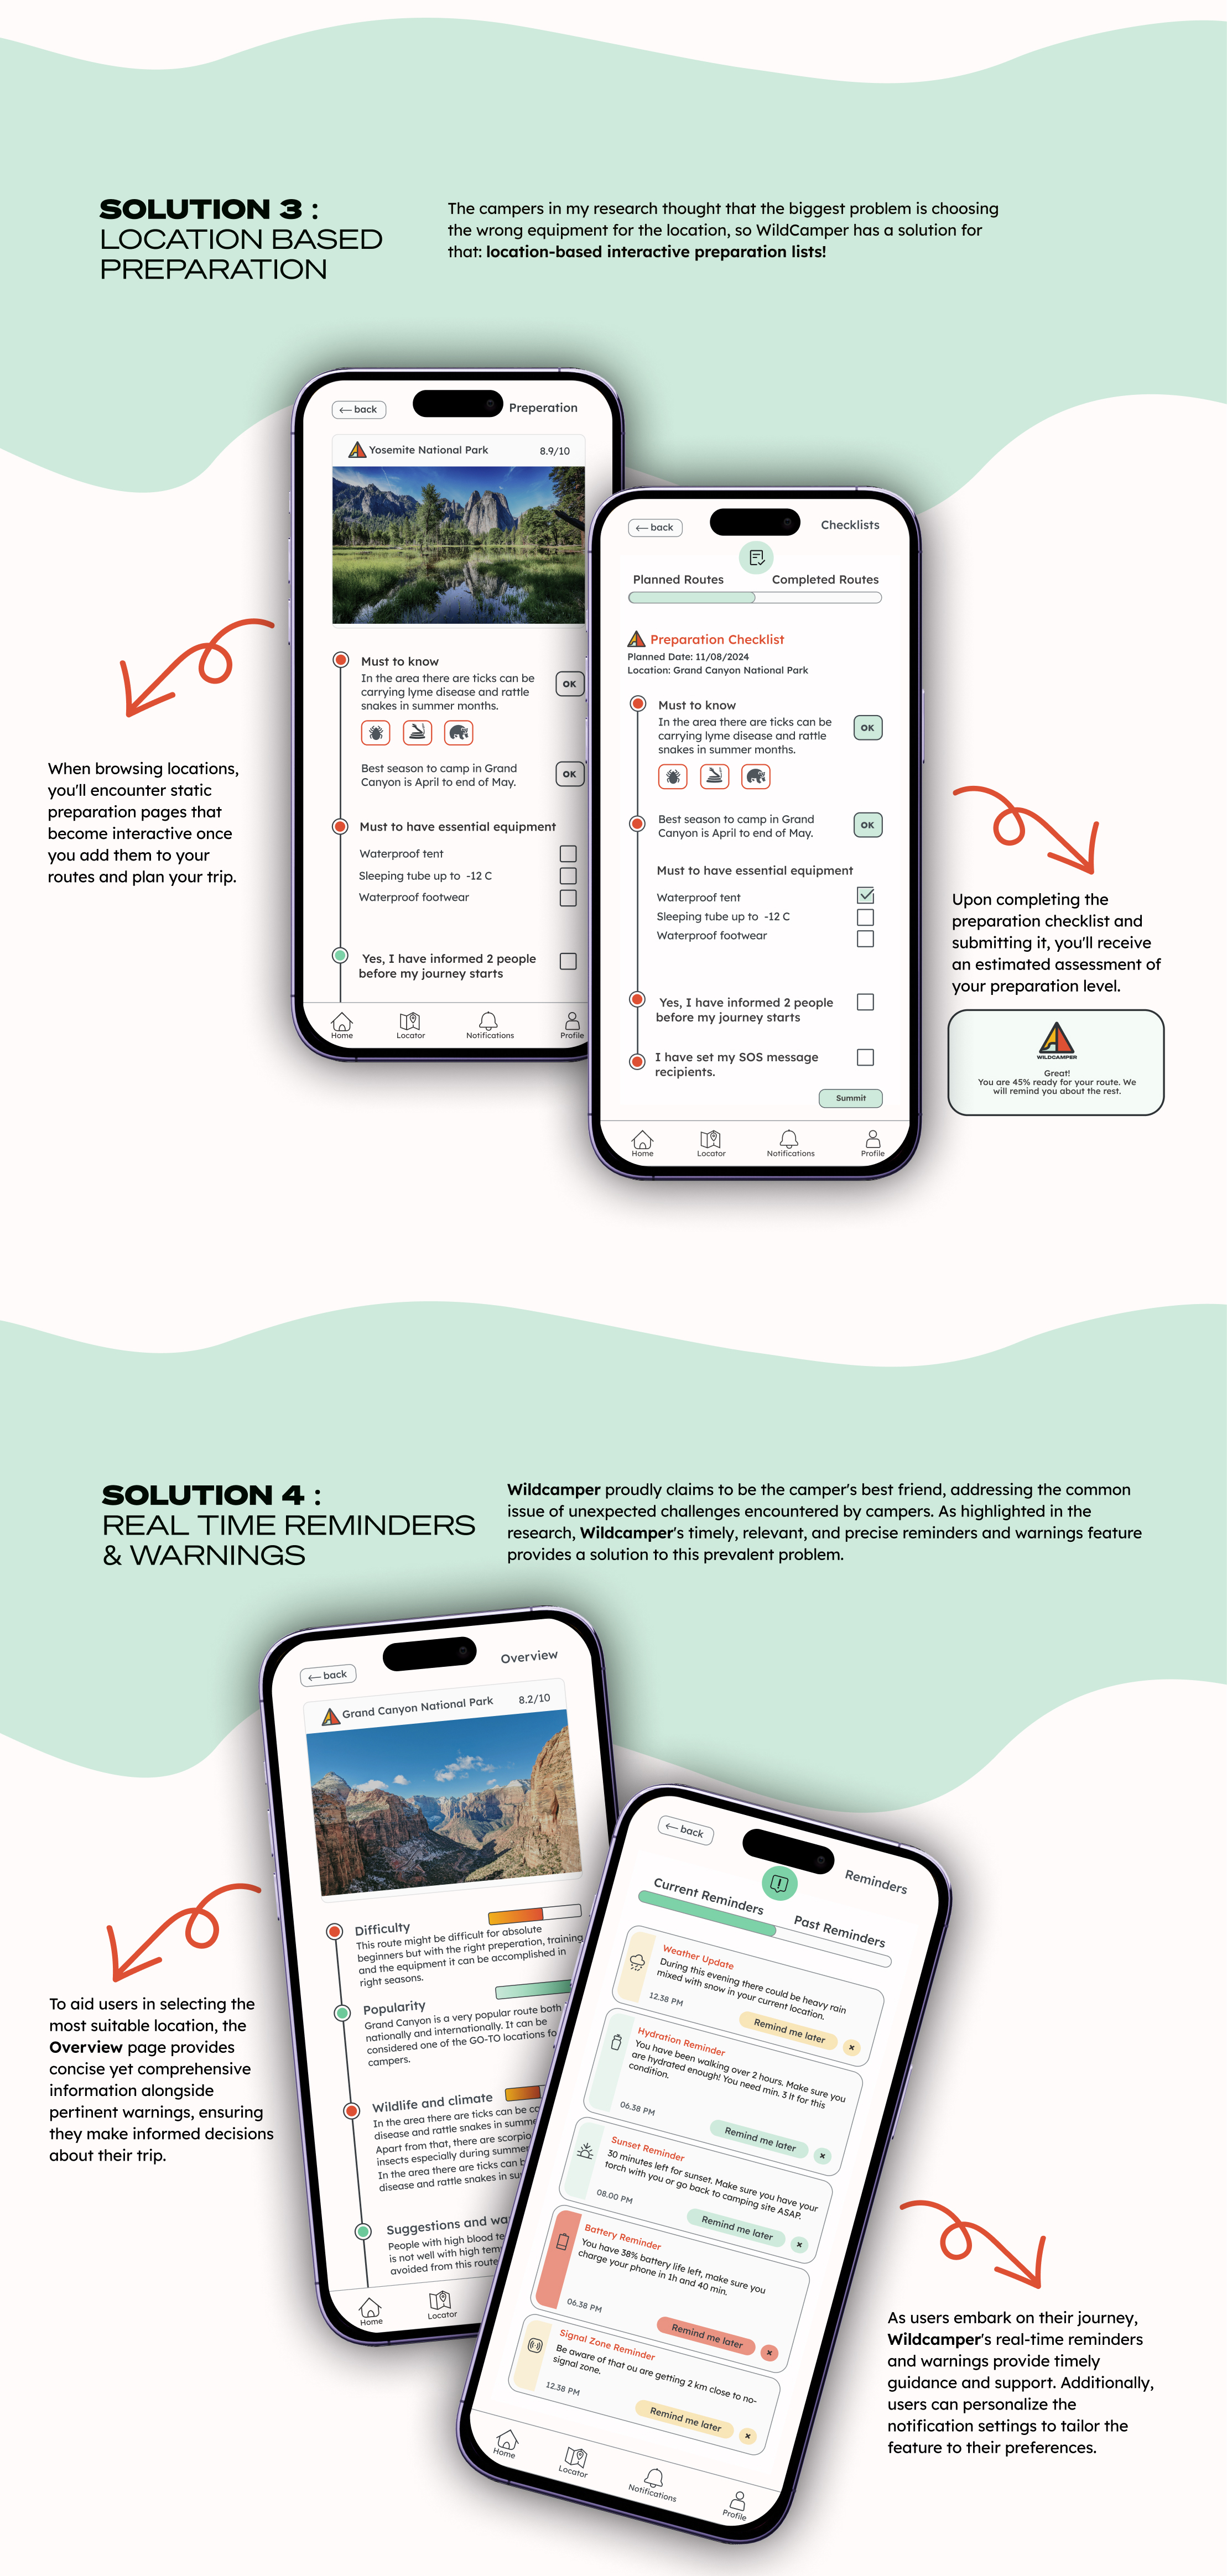 SOLUTION 3 :
LOCATION BASED
PREPARATION
The campers in my research thought that the biggest problem is choosing
the wrong equipment for the location, so WildCamper has a solution for
that: location-based interactive preparation lists!
back
Preperation
Yosemite National Park
8.9/10
Must to know
In the area there are ticks can be
carrying lyme disease and rattle
snakes in summer months.
OK
Best season to camp in Grand
Canyon is April to end of May.
OK
Must to have essential equipment
Waterproof tent
Sleeping tube up to -12 C
Waterproof footwear
Yes, I have informed 2 people
before my journey starts
Home
Locator
Notifications
Profile
back
Checklists
Planned Routes
Completed Routes
Preparation Checklist
Planned Date: 11/08/2024
Location: Grand Canyon National Park
Must to know
In the area there are ticks can be
carrying lyme disease and rattle
snakes in summer months.
OK
Best season to camp in Grand
Canyon is April to end of May.
OK
Must to have essential equipment
Waterproof tent
Sleeping tube up to -12 C
Waterproof footwear
Yes, I have informed 2 people
before my journey starts
I have set my SOS message
recipients.
Summit
Home
Locator
Notifications
Profile
When browsing locations,
you'll encounter static
preparation pages that
become interactive once
you add them to your
routes and plan your trip.
Upon completing the
preparation checklist and
submitting it, you'll receive
an estimated assessment of
your preparation level.
WILDCAMPER
Great!
You are 45% ready for your route. We
will remind you about the rest.
SOLUTION 4 :
REAL TIME REMINDERS
& WARNINGS
Wildcamper proudly claims to be the camper's best friend, addressing the common
issue of unexpected challenges encountered by campers. As highlighted in the
research, Wildcamper's timely, relevant, and precise reminders and warnings feature
provides a solution to this prevalent problem.
back
Overview
Grand Canyon National Park
8.2/10
Difficulty
This route might be difficult for absolute
beginners but with the right preperation, training
and the equipment it can be accomplished in
right seasons.
Popularity
Grand Canyon is a very popular route both
nationally and internationally. It can be
considered one of the GO-TO locations fo
campers.
Wildlife and climate
In the area there are ticks can be
disease and rattle snakes in summe
Apart from that, there are scorpio
insects especially during summer
In the area there are ticks can b
disease and rattle snakes in su
Suggestions and wa
People with high blood
is not well with high
avoided from this route
Home
Locator
back
Reminders
Current Reminders
Past Reminders
Weather Update
During this evening there could be heavy rain
mixed with snow in your current location.
12.38 PM
Remind me later
Hydration Reminder
You have been walking over 2 hours. Make sure you
are hydrated enough! You need min. 3 lt for this
condition.
06.38 PM
Remind me later
Sunset Reminder
30 minutes left for sunset. Make sure you have your
torch with you or go back to camping site ASAP.
08.00 PM
Remind me later
Battery Reminder
You have 38% battery life left, make sure you
charge your phone in 1h and 40 min.
06.38 PM
Remind me later
Signal Zone Reminder
Be aware of that ou are getting 2 km close to no-
signal zone.
12.38 PM
Remind me later
Home
Locator
Notifications
Profile
To aid users in selecting the
most suitable location, the
Overview page provides
concise yet comprehensive
information alongside
pertinent warnings, ensuring
they make informed decisions
about their trip.
As users embark on their journey,
Wildcamper's real-time reminders
and warnings provide timely
guidance and support. Additionally,
users can personalize the
notification settings to tailor the
feature to their preferences.